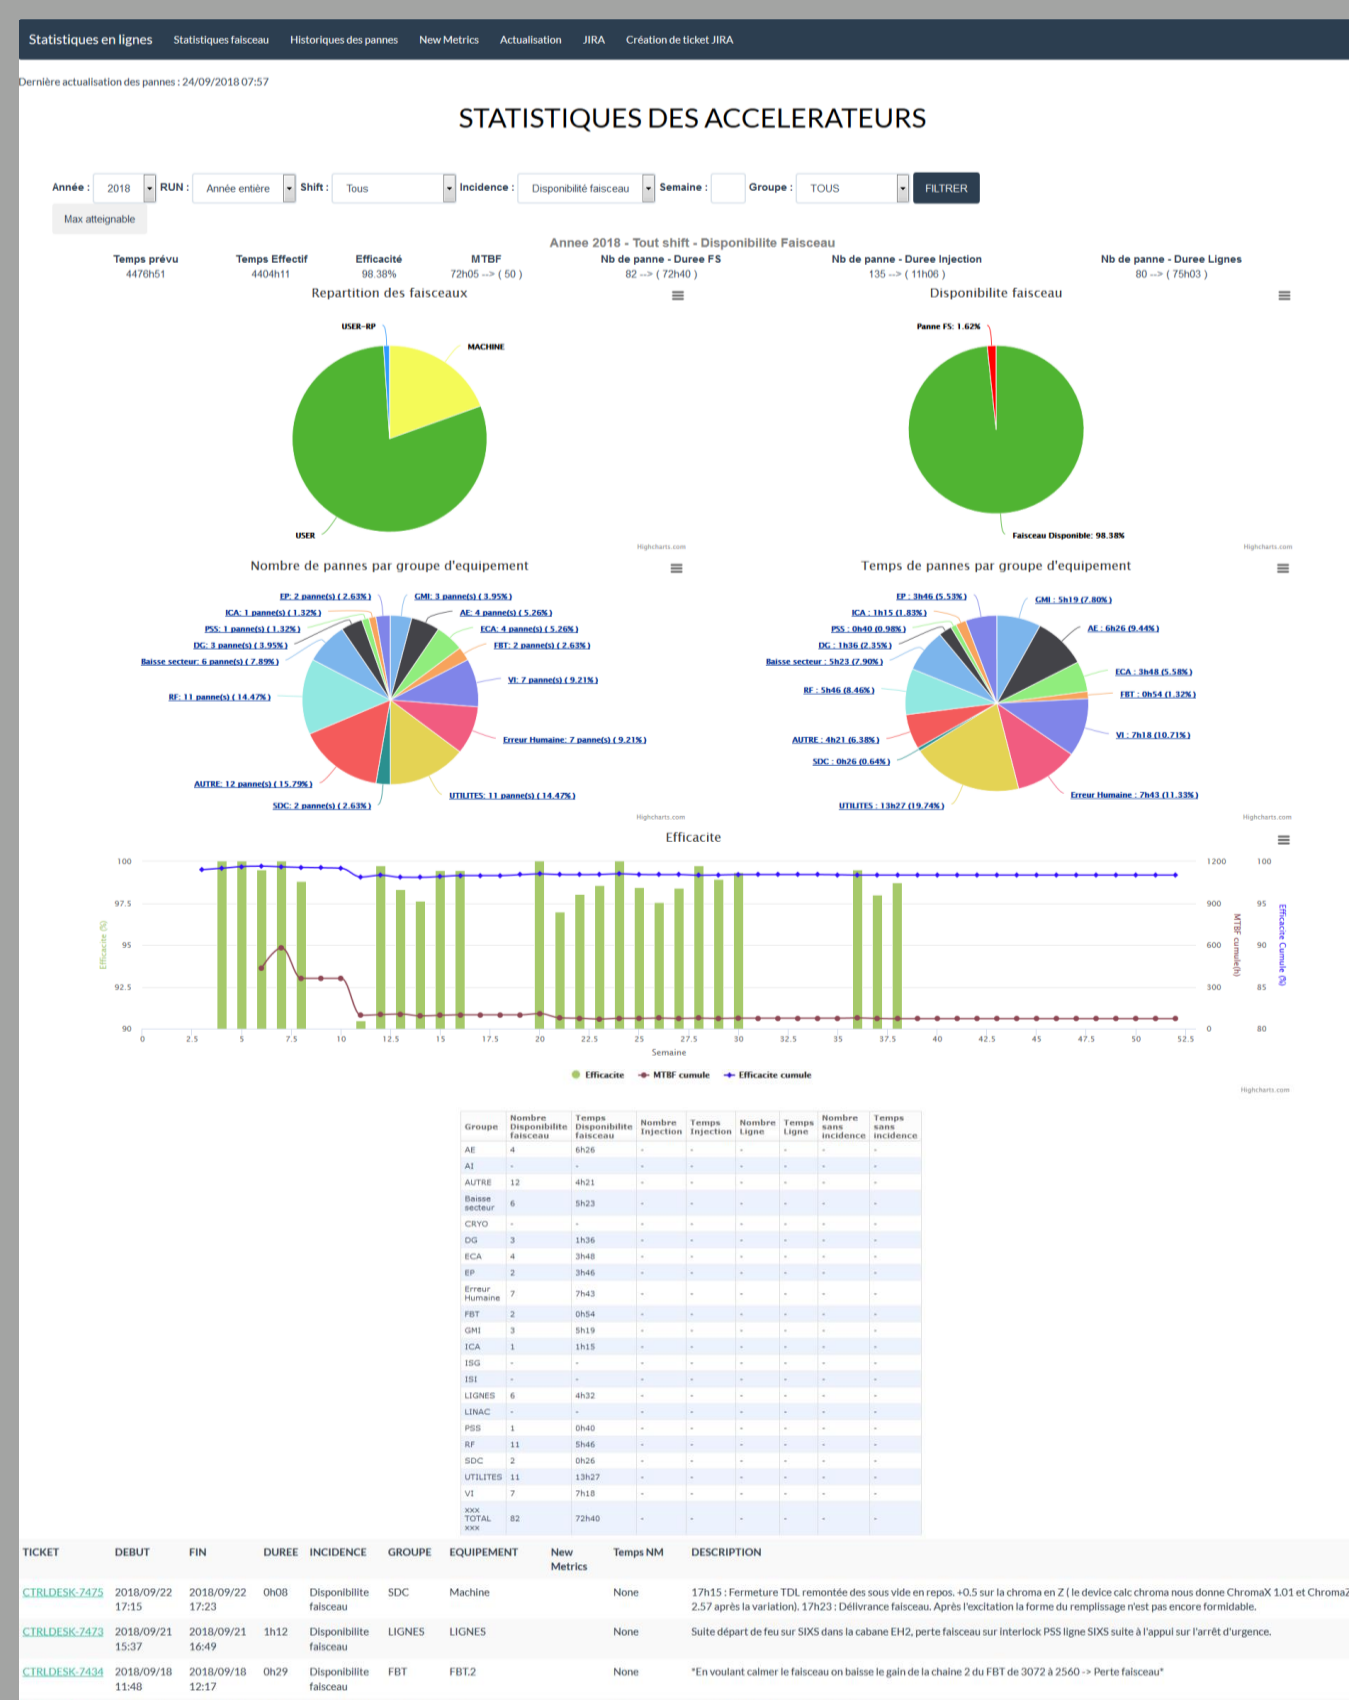 Statistiques en lignes Statistiques faisceau Historiques des pannes New Metrics Actualisation JIRA Création de ticket JIRA
Dernière actualisation des pannes : 24/09/2018 07:57
STATISTIQUES DES ACCELERATEURS
Année : 2018 RUN : Année entière Shift : Tous Incidence : Disponibilité faisceau Semaine : Groupe : TOUS FILTRER
Max atteignable
Annee 2018 - Tout shift - Disponibilite Faisceau
Temps prévu Temps Effectif Efficacité MTBF Nb de panne - Duree FS Nb de panne - Duree Injection Nb de panne - Duree Lignes
4476h51 4404h11 98.38% 72h05 --> ( 50 ) 82 --> ( 72h40 ) 135 --> ( 11h06 ) 80 --> ( 75h03 )
Repartition des faisceaux
USER-RP
MACHINE
USER
Highcharts.com
Disponibilite faisceau
Panne FS: 1.62%
Faisceau Disponible: 98.38%
Highcharts.com
Nombre de pannes par groupe d'equipement
EP: 2 panne(s) ( 2.63% )
GMI: 3 panne(s) ( 3.95% )
ICA: 1 panne(s) ( 1.32% )
AE: 4 panne(s) ( 5.26% )
PSS: 1 panne(s) ( 1.32% )
ECA: 4 panne(s) ( 5.26% )
DG: 3 panne(s) ( 3.95% )
FBT: 2 panne(s) ( 2.63% )
Baisse secteur: 6 panne(s) ( 7.89% )
VI: 7 panne(s) ( 9.21% )
RF: 11 panne(s) ( 14.47% )
Erreur Humaine: 7 panne(s) ( 9.21% )
AUTRE: 12 panne(s) ( 15.79% )
UTILITES: 11 panne(s) ( 14.47% )
SDC: 2 panne(s) ( 2.63% )
Highcharts.com
Temps de pannes par groupe d'equipement
EP : 3h46 (5.53%)
GMI : 5h19 (7.80%)
ICA : 1h15 (1.83%)
PSS : 0h40 (0.98%)
AE : 6h26 (9.44%)
DG : 1h36 (2.35%)
Baisse secteur : 5h23 (7.90%)
ECA : 3h48 (5.58%)
RF : 5h46 (8.46%)
FBT : 0h54 (1.32%)
AUTRE : 4h21 (6.38%)
VI : 7h18 (10.71%)
SDC : 0h26 (0.64%)
Erreur Humaine : 7h43 (11.33%)
UTILITES : 13h27 (19.74%)
Highcharts.com
Efficacite
100 1200 100
97.5 900 95
95 600 90
92.5 300 85
90 0 80
Efficacite (%)
MTBF cumule(h)
Efficacite Cumule (%)
0 2.5 5 7.5 10 12.5 15 17.5 20 22.5 25 27.5 30 32.5 35 37.5 40 42.5 45 47.5 50 52.5
Semaine
Efficacite MTBF cumule Efficacite cumule
Highcharts.com
Groupe Nombre Disponibilite faisceau Temps Disponibilite faisceau Nombre Injection Temps Injection Nombre Ligne Temps Ligne Nombre sans incidence Temps sans incidence
AE 4 6h26 - - - - - -
AI - - - - - - - -
AUTRE 12 4h21 - - - - - -
Baisse secteur 6 5h23 - - - - - -
CRYO - - - - - - - -
DG 3 1h36 - - - - - -
ECA 4 3h48 - - - - - -
EP 2 3h46 - - - - - -
Erreur Humaine 7 7h43 - - - - - -
FBT 2 0h54 - - - - - -
GMI 3 5h19 - - - - - -
ICA 1 1h15 - - - - - -
ISG - - - - - - - -
ISI - - - - - - - -
LIGNES 6 4h32 - - - - - -
LINAC - - - - - - - -
PSS 1 0h40 - - - - - -
RF 11 5h46 - - - - - -
SDC 2 0h26 - - - - - -
UTILITES 11 13h27 - - - - - -
VI 7 7h18 - - - - - -
xxx TOTAL xxx 82 72h40 - - - - - -
TICKET DEBUT FIN DUREE INCIDENCE GROUPE EQUIPEMENT New Metrics Temps NM DESCRIPTION
CTRLDESK-7475 2018/09/22 2018/09/22 0h08 Disponibilite SDC Machine None 17h15 : Fermeture TDL remontée des sous vide en repos. +0.5 sur la chroma en Z ( le device calc chroma nous donne ChromaX 1.01 et ChromaZ
17:15 17:23 faisceau 2.57 après la variation). 17h23 : Délivrance faisceau. Après l'excitation la forme du remplissage n'est pas encore formidable.
CTRLDESK-7473 2018/09/21 2018/09/21 1h12 Disponibilite LIGNES LIGNES None Suite départ de feu sur SIXS dans la cabane EH2, perte faisceau sur interlock PSS ligne SIXS suite à l'appui sur l'arrêt d'urgence.
15:37 16:49 faisceau
CTRLDESK-7434 2018/09/18 2018/09/18 0h29 Disponibilite FBT FBT.2 None *En voulant calmer le faisceau on baisse le gain de la chaine 2 du FBT de 3072 à 2560 -> Perte faisceau*
11:48 12:17 faisceau